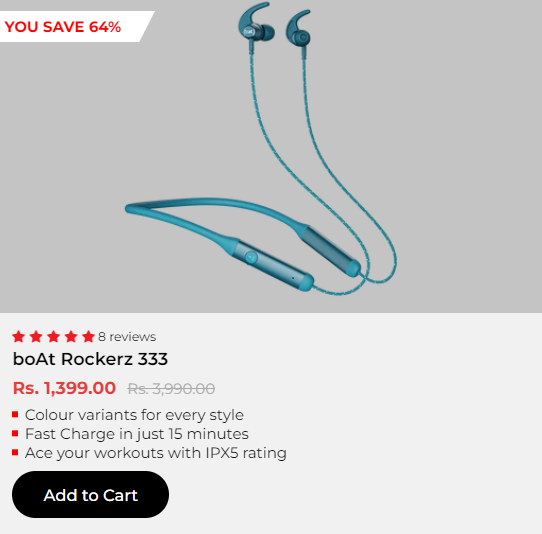 YOU SAVE 64%
8 reviews
boAt Rockerz 333
Rs. 1,399.00 Rs. 3,990.00
Colour variants for every style
Fast Charge in just 15 minutes
Ace your workouts with IPX5 rating
Add to Cart